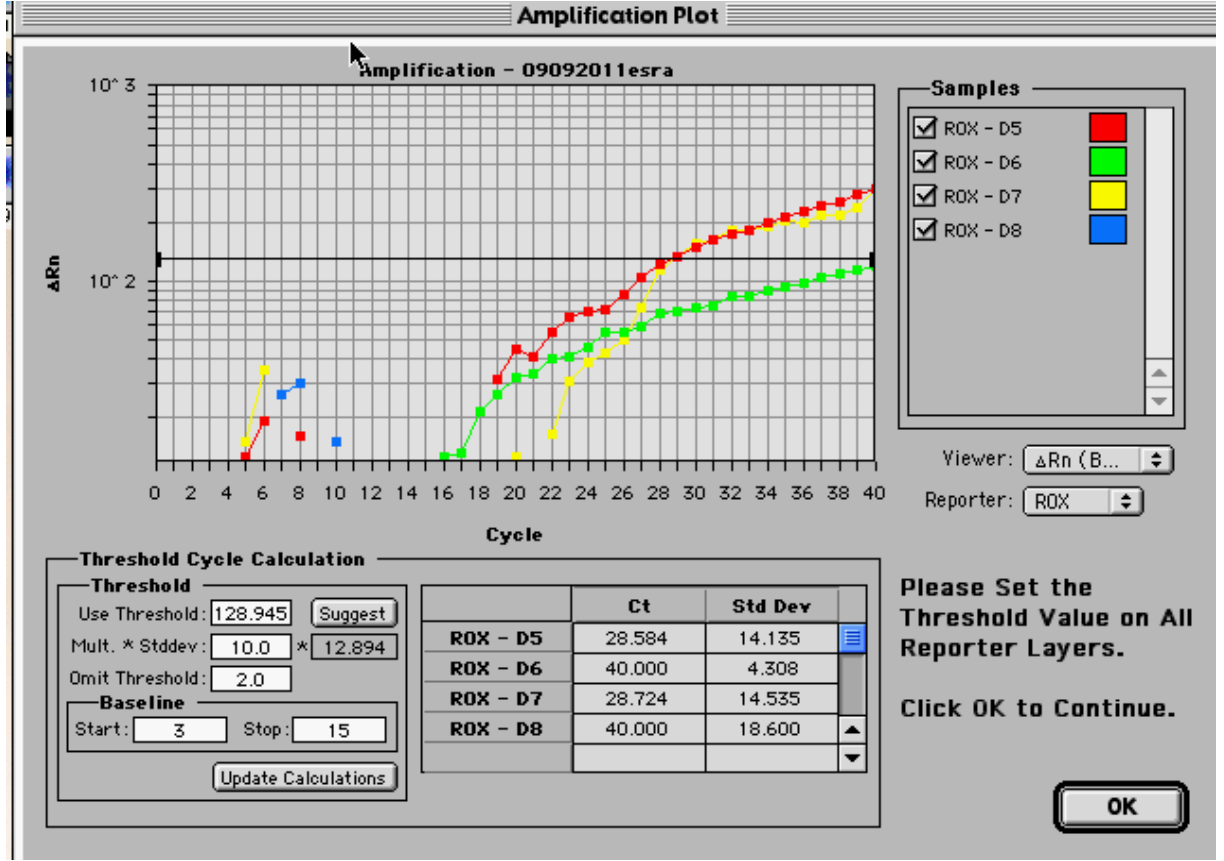 Amplification Plot
Amplification - 09092011esra
10^3
10^2
ΔRn
0 2 4 6 8 10 12 14 16 18 20 22 24 26 28 30 32 34 36 38 40
Cycle
Samples
ROX - D5
ROX - D6
ROX - D7
ROX - D8
Viewer: ΔRn (B...
Reporter: ROX
Threshold Cycle Calculation
Threshold
Use Threshold: 128.945 Suggest
Mult. * Stddev: 10.0 * 12.894
Omit Threshold: 2.0
Baseline
Start: 3 Stop: 15
Update Calculations
Ct Std Dev
ROX - D5 28.584 14.135
ROX - D6 40.000 4.308
ROX - D7 28.724 14.535
ROX - D8 40.000 18.600
Please Set the
Threshold Value on All
Reporter Layers.
Click OK to Continue.
OK